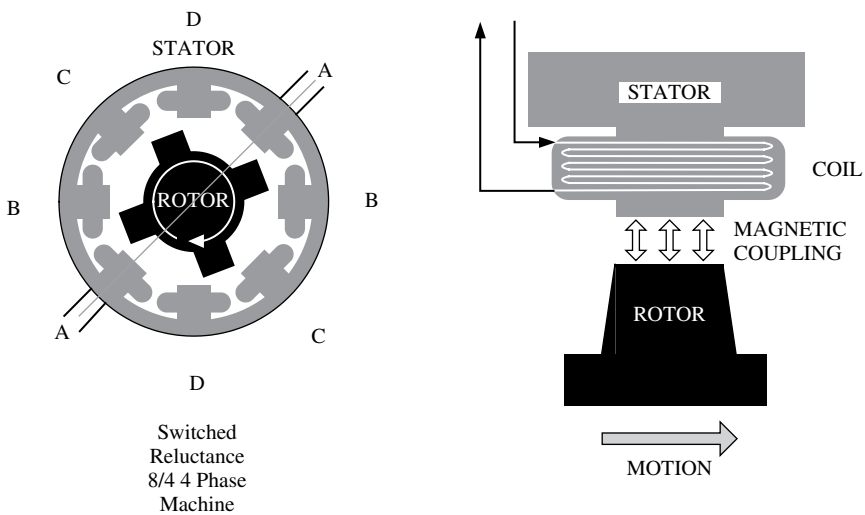 D
STATOR
C
A
B
ROTOR
B
A
C
D
Switched
Reluctance
8/4 4 Phase
Machine
STATOR
COIL
MAGNETIC
COUPLING
ROTOR
MOTION